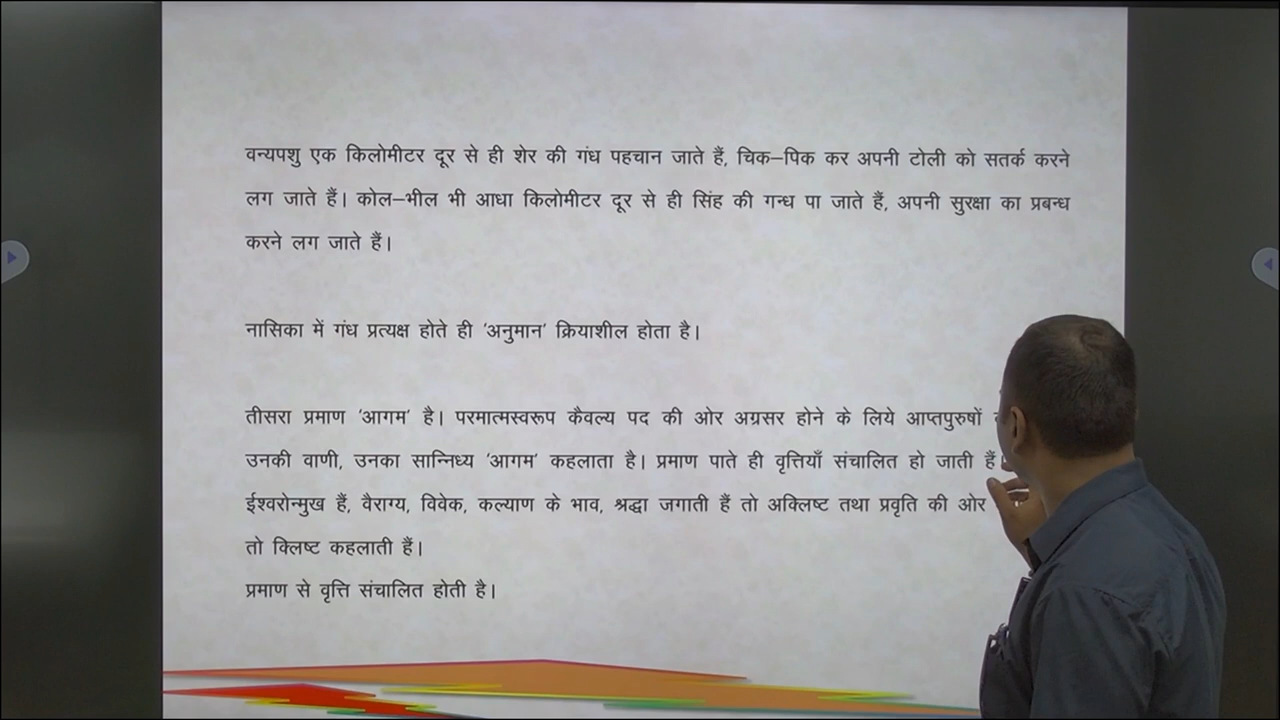 वन्यपशु एक किलोमीटर दूर से ही शेर की गंध पहचान जाते हैं, चिक–पिक कर अपनी टोली को सतर्क करने
लग जाते हैं। कोल–भील भी आधा किलोमीटर दूर से ही सिंह की गन्ध पा जाते हैं, अपनी सुरक्षा का प्रबन्ध
करने लग जाते हैं।
नासिका में गंध प्रत्यक्ष होते ही 'अनुमान' क्रियाशील होता है।
तीसरा प्रमाण 'आगम' है। परमात्मस्वरूप कैवल्य पद की ओर अग्रसर होने के लिये आप्तपुरुषों
उनकी वाणी, उनका सान्निध्य 'आगम' कहलाता है। प्रमाण पाते ही वृत्तियाँ संचालित हो जाती हैं
ईश्वरोन्मुख हैं, वैराग्य, विवेक, कल्याण के भाव, श्रद्धा जगाती हैं तो अक्लिष्ट तथा प्रवृति की ओर
तो क्लिष्ट कहलाती हैं।
प्रमाण से वृत्ति संचालित होती है।